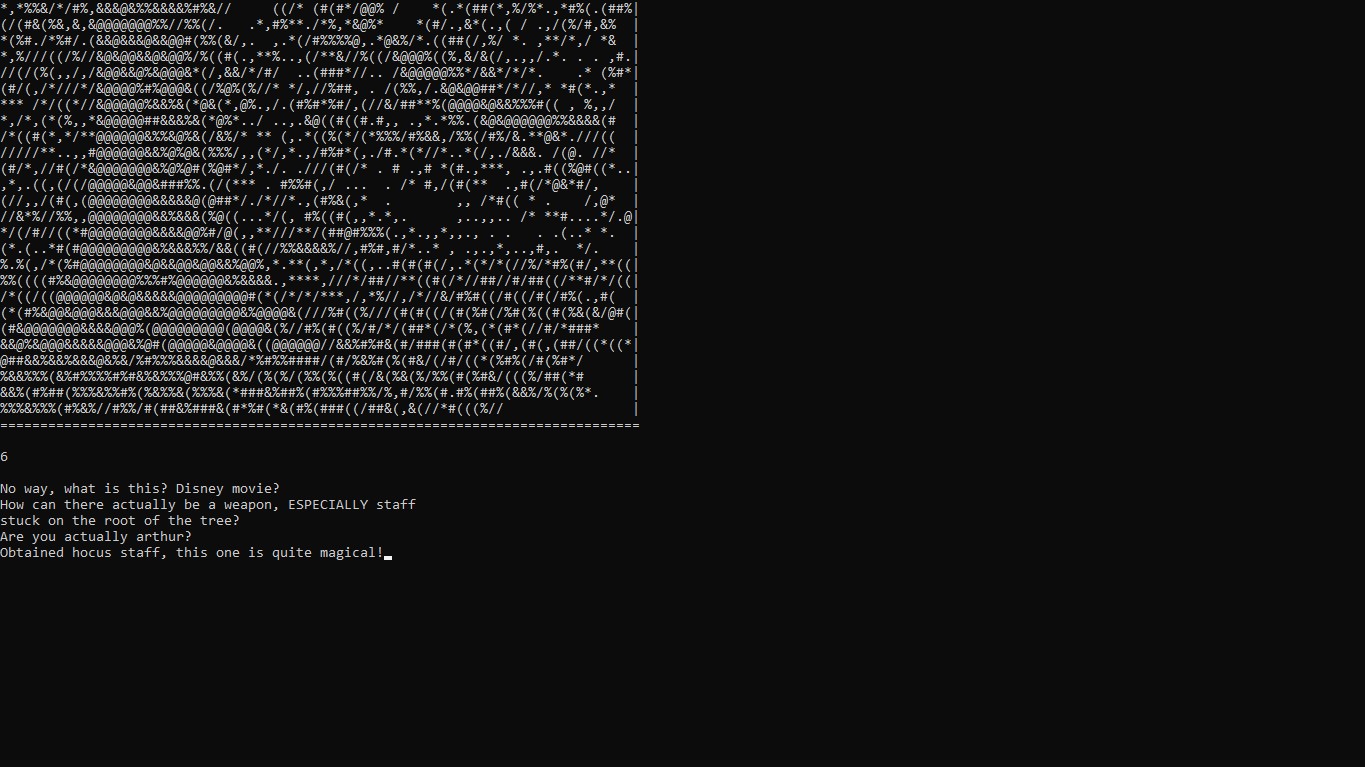 6
No way, what is this? Disney movie?
How can there actually be a weapon, ESPECIALLY staff
stuck on the root of the tree?
Are you actually arthur?
Obtained hocus staff, this one is quite magical!